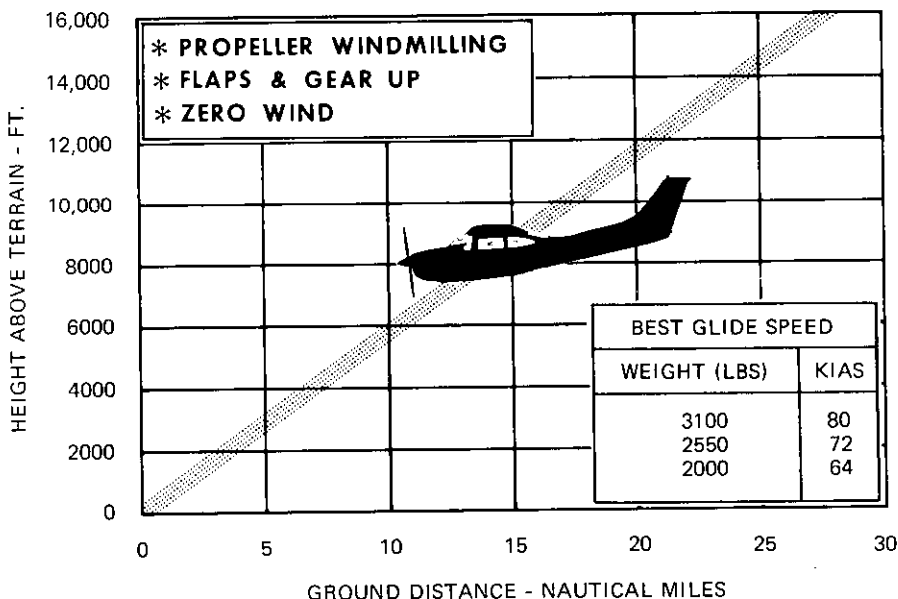 16,000
14,000
12,000
10,000
8000
6000
4000
2000
0
HEIGHT ABOVE TERRAIN - FT.
* PROPELLER WINDMILLING
* FLAPS & GEAR UP
* ZERO WIND
BEST GLIDE SPEED
WEIGHT (LBS) KIAS
3100 80
2550 72
2000 64
0 5 10 15 20 25 30
GROUND DISTANCE - NAUTICAL MILES